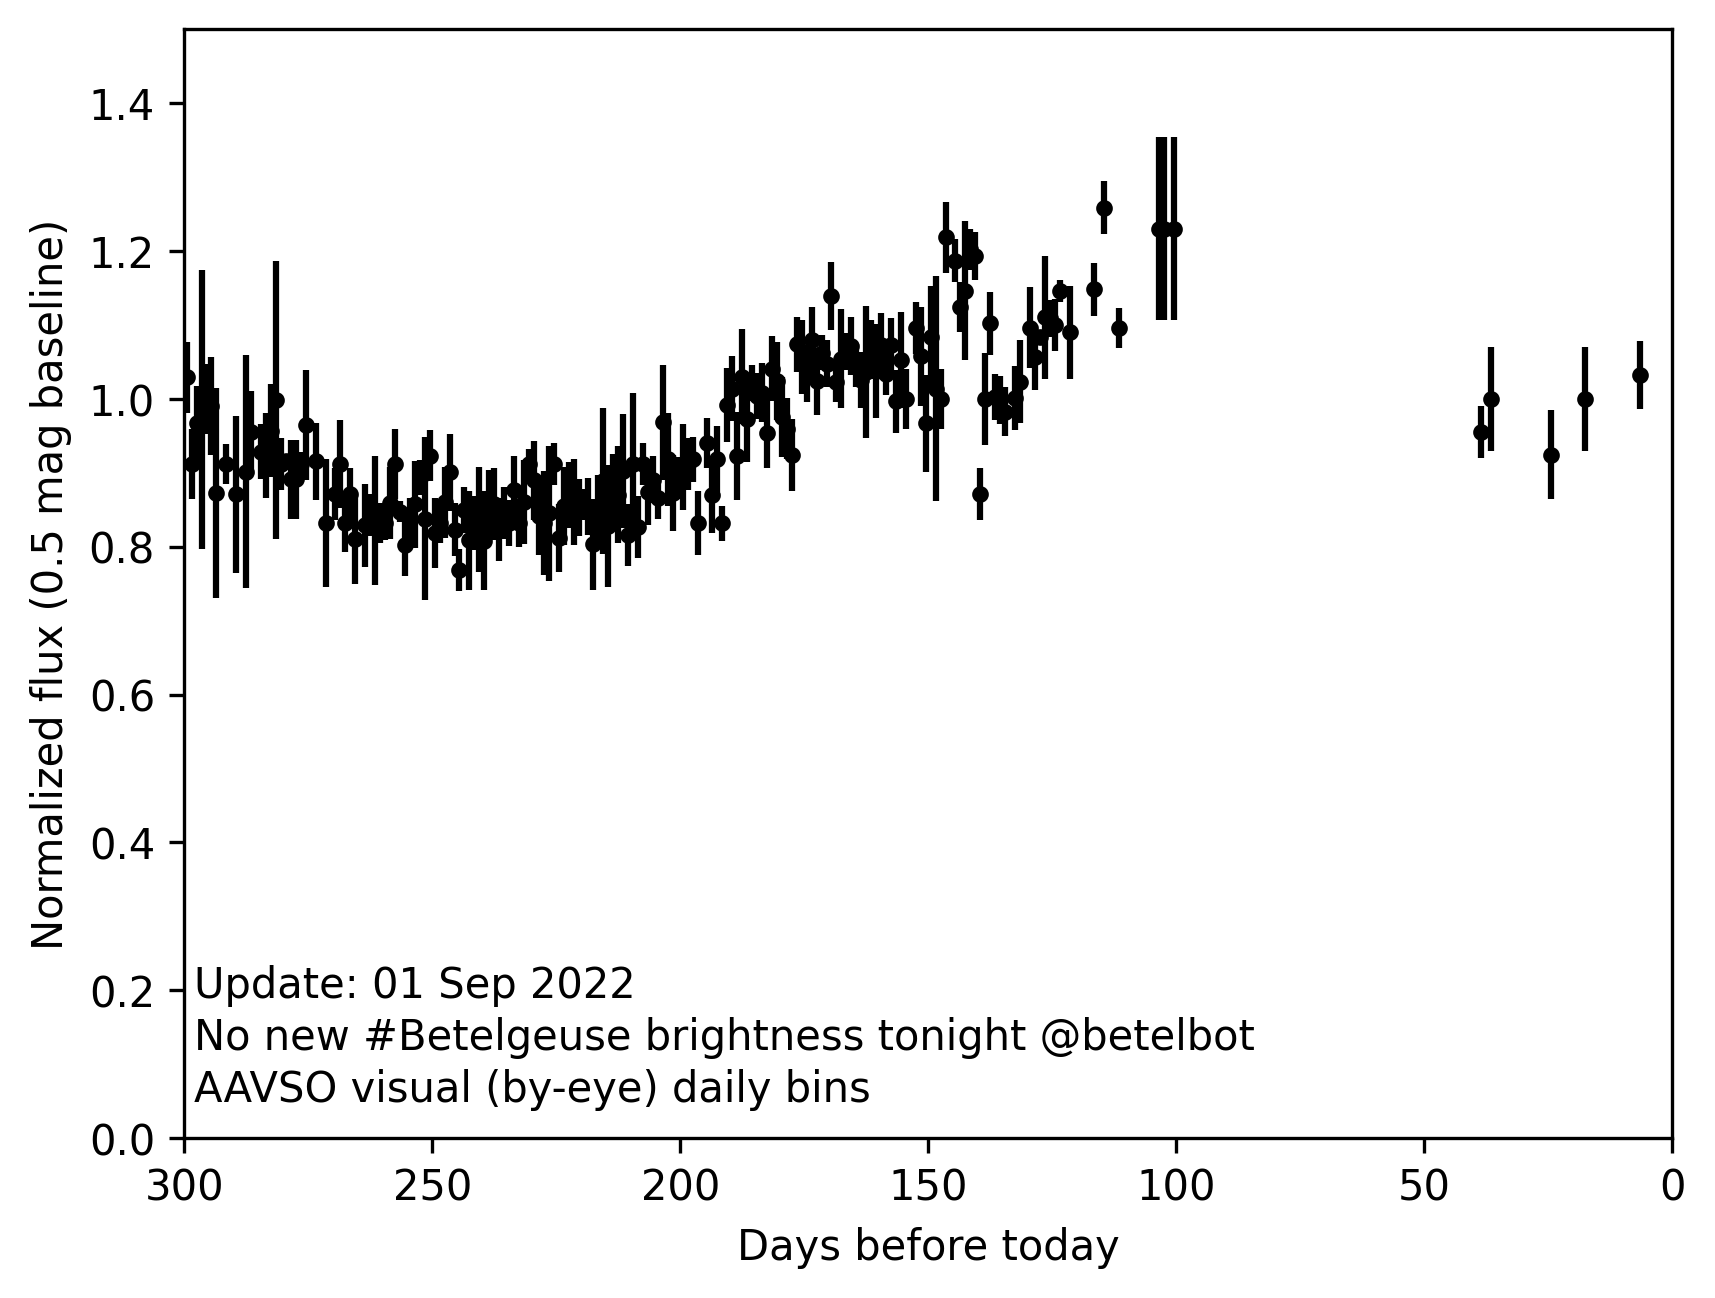 Normalized flux (0.5 mag baseline)
1.4
1.2
1.0
0.8
0.6
0.4
0.2
0.0
Update: 01 Sep 2022
No new #Betelgeuse brightness tonight @betelbot
AAVSO visual (by-eye) daily bins
300 250 200 150 100 50 0
Days before today